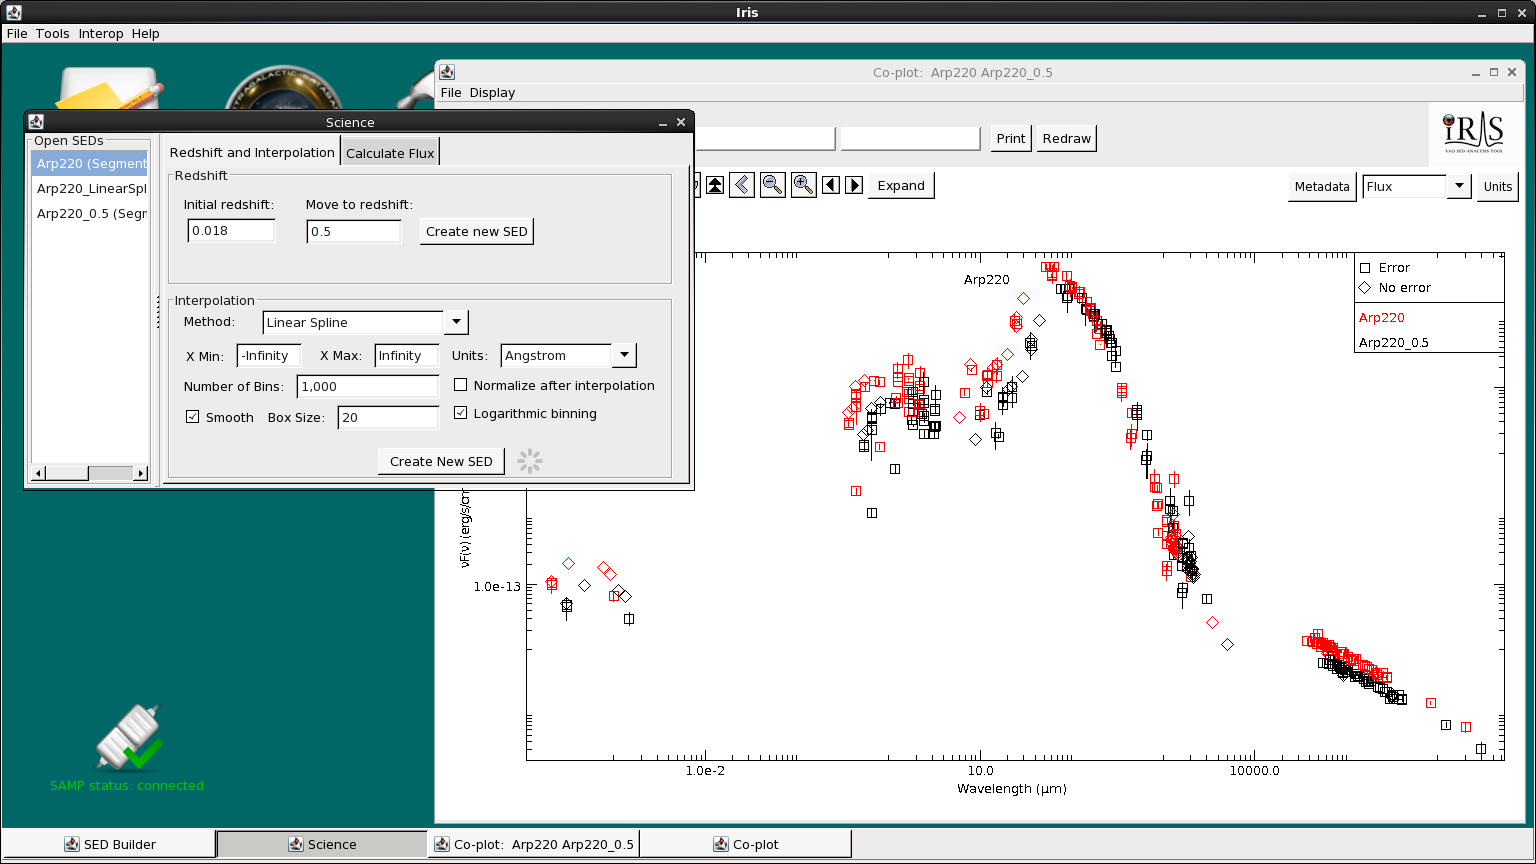 Iris
File Tools Interop Help
Co-plot: Arp220 Arp220_0.5
File Display
Print Redraw
IRIS
VAO SED ANALYSIS TOOL
Expand
Metadata Flux Units
Science
Open SEDs
Arp220 (Segment
Arp220_LinearSpl
Arp220_0.5 (Segr
Redshift and Interpolation Calculate Flux
Redshift
Initial redshift: Move to redshift:
0.018 0.5 Create new SED
Interpolation
Method: Linear Spline
X Min: -Infinity X Max: Infinity Units: Angstrom
Number of Bins: 1,000 Normalize after interpolation
Smooth Box Size: 20 Logarithmic binning
Create New SED
Arp220
Error
No error
Arp220
Arp220_0.5
νF(ν) (erg/s/cm
1.0e-13
1.0e-2 10.0 10000.0
Wavelength (μm)
SAMP status: connected
SED Builder Science Co-plot: Arp220 Arp220_0.5 Co-plot